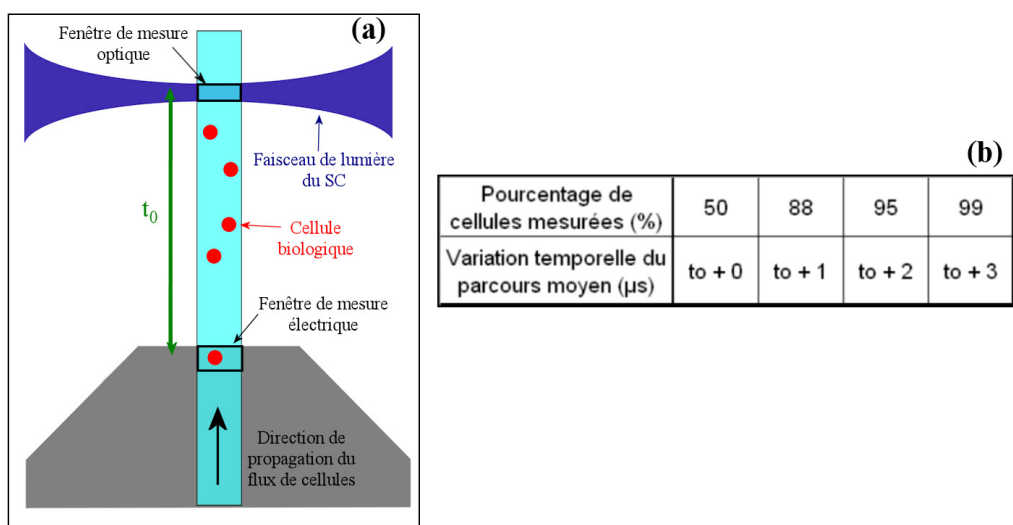 (a)
Fenêtre de mesure
optique
Faisceau de lumière
du SC
t0
Cellule
biologique
Fenêtre de mesure
électrique
Direction de
propagation du
flux de cellules
(b)
Pourcentage de
cellules mesurées (%)
50
88
95
99
Variation temporelle du
parcours moyen (µs)
to + 0
to + 1
to + 2
to + 3